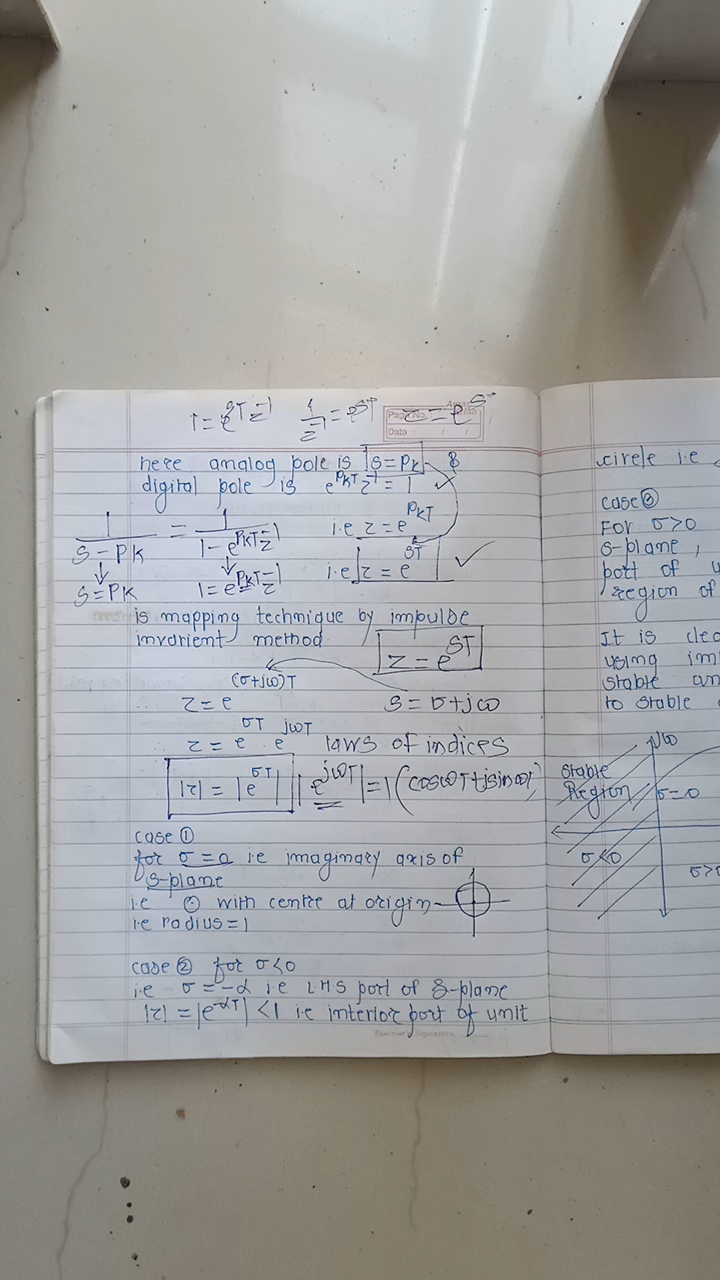 1 = e^{sT} z^{-1}   1/z^{-1} = e^{sT}   z = e^{sT}
Page No.
Date
here analog pole is s=Pk &
digital pole is e^{PkT} z^{-1} = 1 ✓
1/(s-Pk) = 1/(1-e^{PkT} z^{-1})
i.e z = e^{PkT}
↓ ↓
s=Pk   1=e^{PkT} z^{-1}
i.e z = e^{sT} ✓
is mapping technique by impulse
invarient method   z = e^{sT}
z = e^{(σ+jω)T}   s = σ+jω
z = e^{σT} e^{jωT} laws of indices
|z| = |e^{σT}| |e^{jωT}| = 1 (cosωT+jsinωT)
case ①
for σ=0 i.e imaginary axis of
s-plane
i.e ⊙ with centre at origin
i.e radius=1
case ② for σ<0
i.e σ=-α i.e LHS port of s-plane
|z| = |e^{-αT}| <1 i.e interior port of unit
circle i.e
case ③
For σ>0
s-plane,
port of
region of
It is clea
using im
stable an
to stable
jω
stable
Region
σ=0
σ<0
σ>0